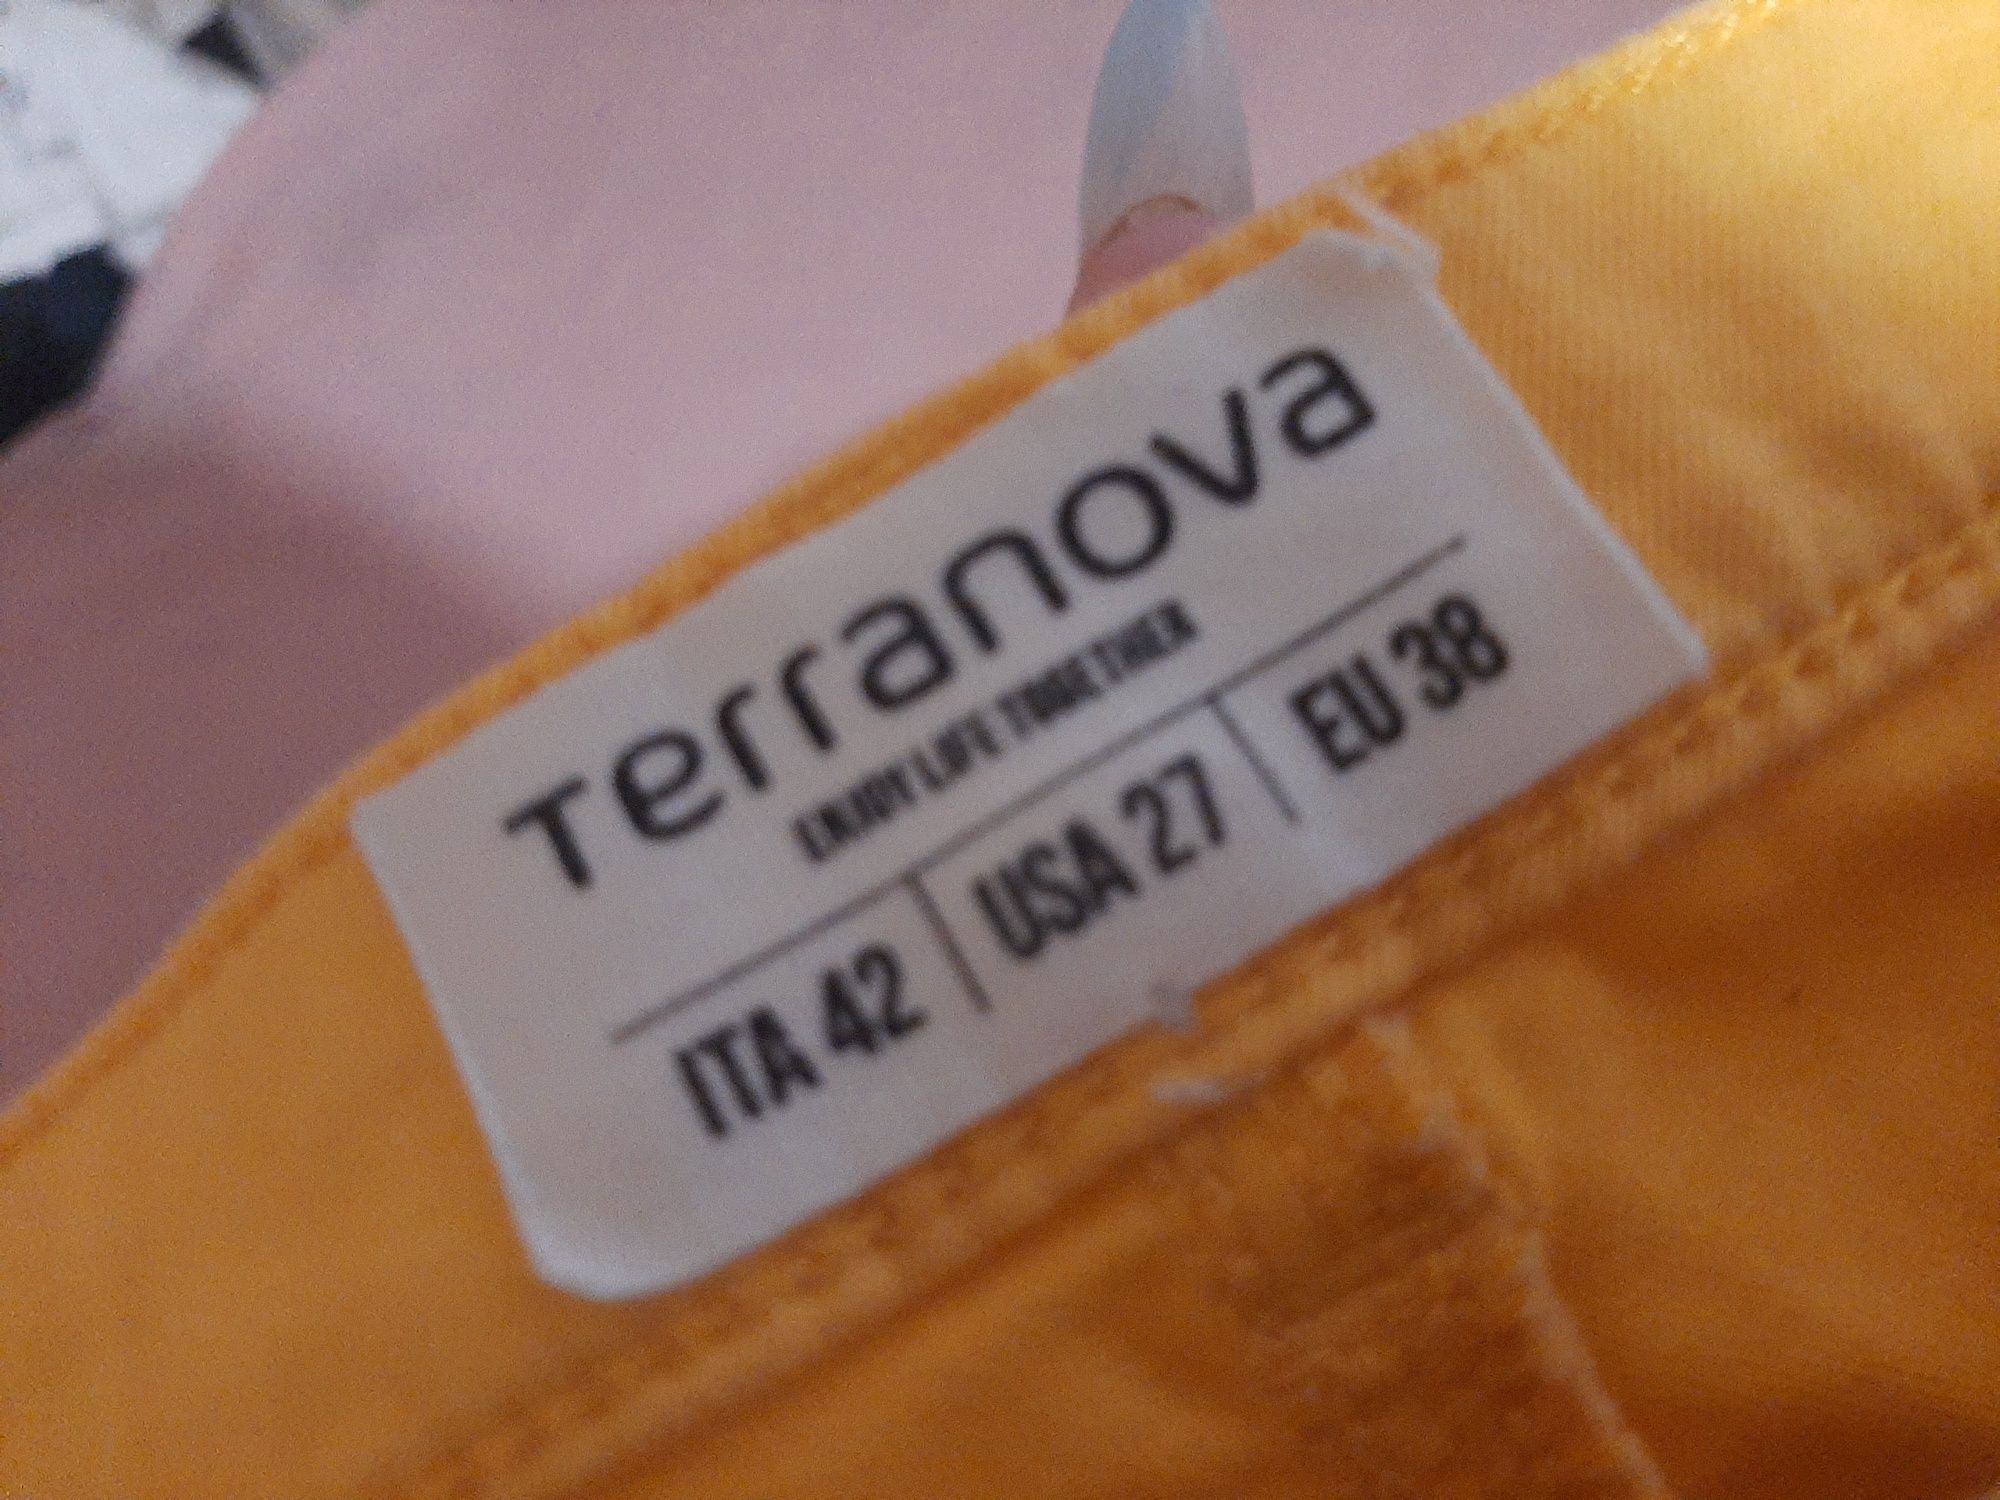 Terranova
ENJOY LIFE TOGETHER
ITA 42 | USA 27 | EU 38